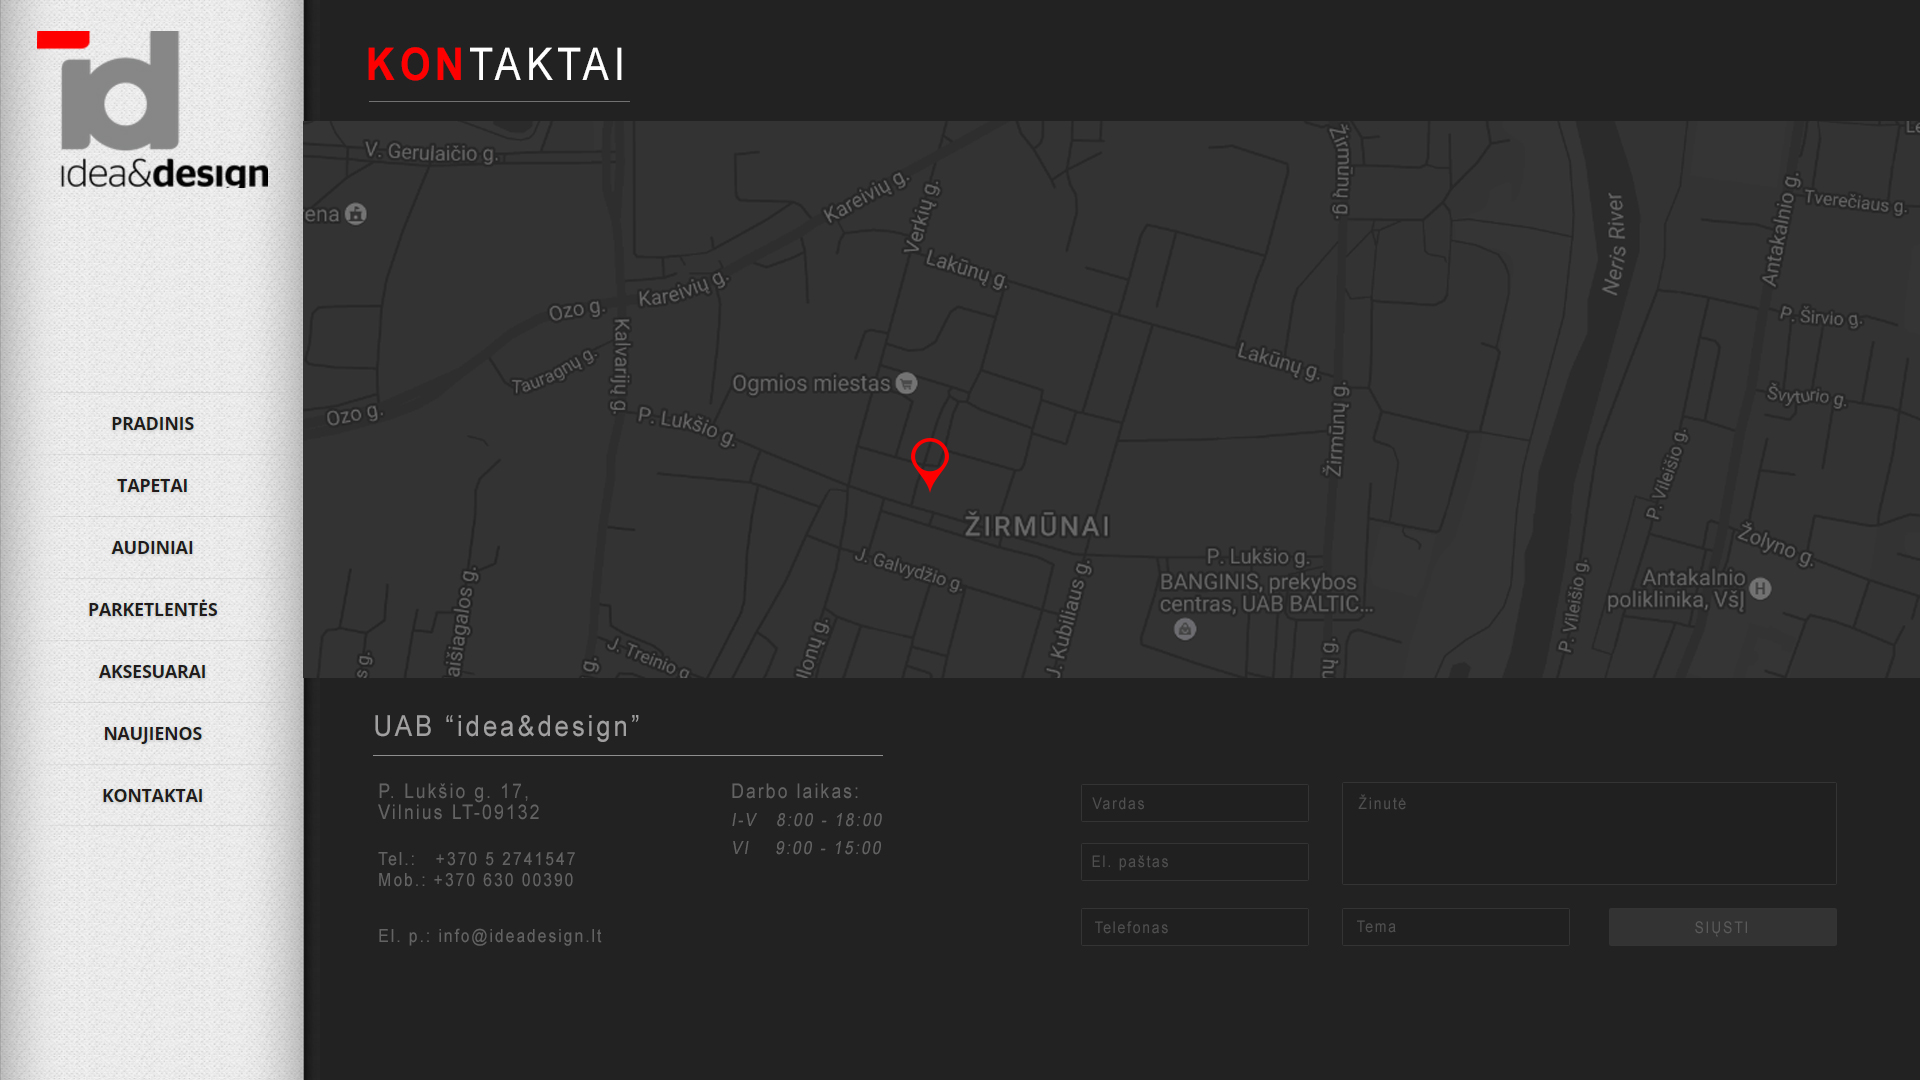 idea&design
PRADINIS
TAPETAI
AUDINIAI
PARKETLENTĖS
AKSESUARAI
NAUJIENOS
KONTAKTAI
KONTAKTAI
V. Gerulaičio g.
Kareivių g.
Verkių g.
Žirmūnų g.
Neris River
Antakalnio g.
Tverečiaus g.
Lakūnų g.
Kareivių g.
Ozo g.
P. Širvio g.
Kalvarijų g.
Tauragnų g.
Lakūnų g.
Ogmios miestas
Švyturio g.
Ozo g.
P. Lukšio g.
Žirmūnų g.
P. Vileišio g.
ŽIRMŪNAI
Žolyno g.
J. Galvydžio g.
P. Lukšio g.
BANGINIS, prekybos
centras, UAB BALTIC...
Antakalnio
poliklinika, VšĮ
H
J. Kubiliaus g.
P. Vileišio g.
J. Treinio g.
UAB “idea&design”
P. Lukšio g. 17,
Vilnius LT-09132
Tel.: +370 5 2741547
Mob.: +370 630 00390
El. p.: info@ideadesign.lt
Darbo laikas:
I-V 8:00 - 18:00
VI 9:00 - 15:00
Vardas
El. paštas
Telefonas
Žinutė
Tema
SIŲSTI